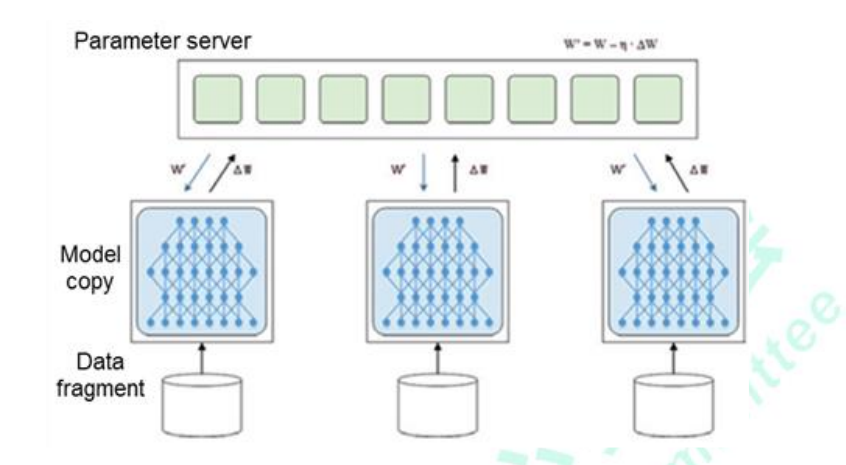 Parameter server
W' = W − η · ΔW
W' ΔW
W' ΔW
W' ΔW
Model
copy
Data
fragment